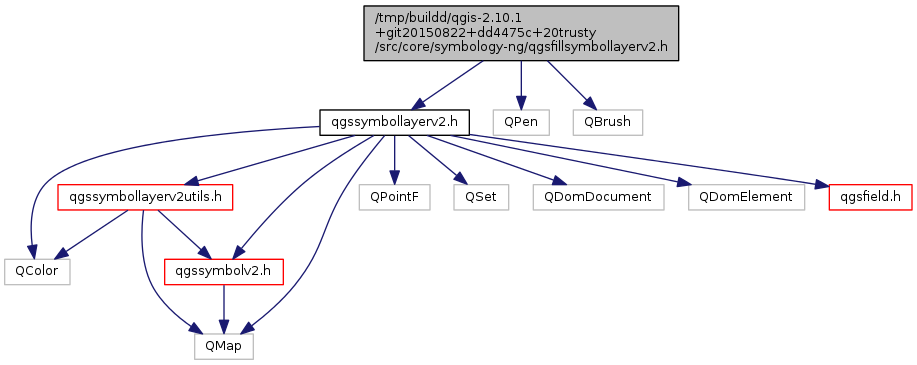 /tmp/buildd/qgis-2.10.1
+git20150822+dd4475c+20trusty
/src/core/symbology-ng/qgsfillsymbollayerv2.h
qgssymbollayerv2.h
QPen
QBrush
qgssymbollayerv2utils.h
QPointF
QSet
QDomDocument
QDomElement
qgsfield.h
QColor
qgssymbolv2.h
QMap